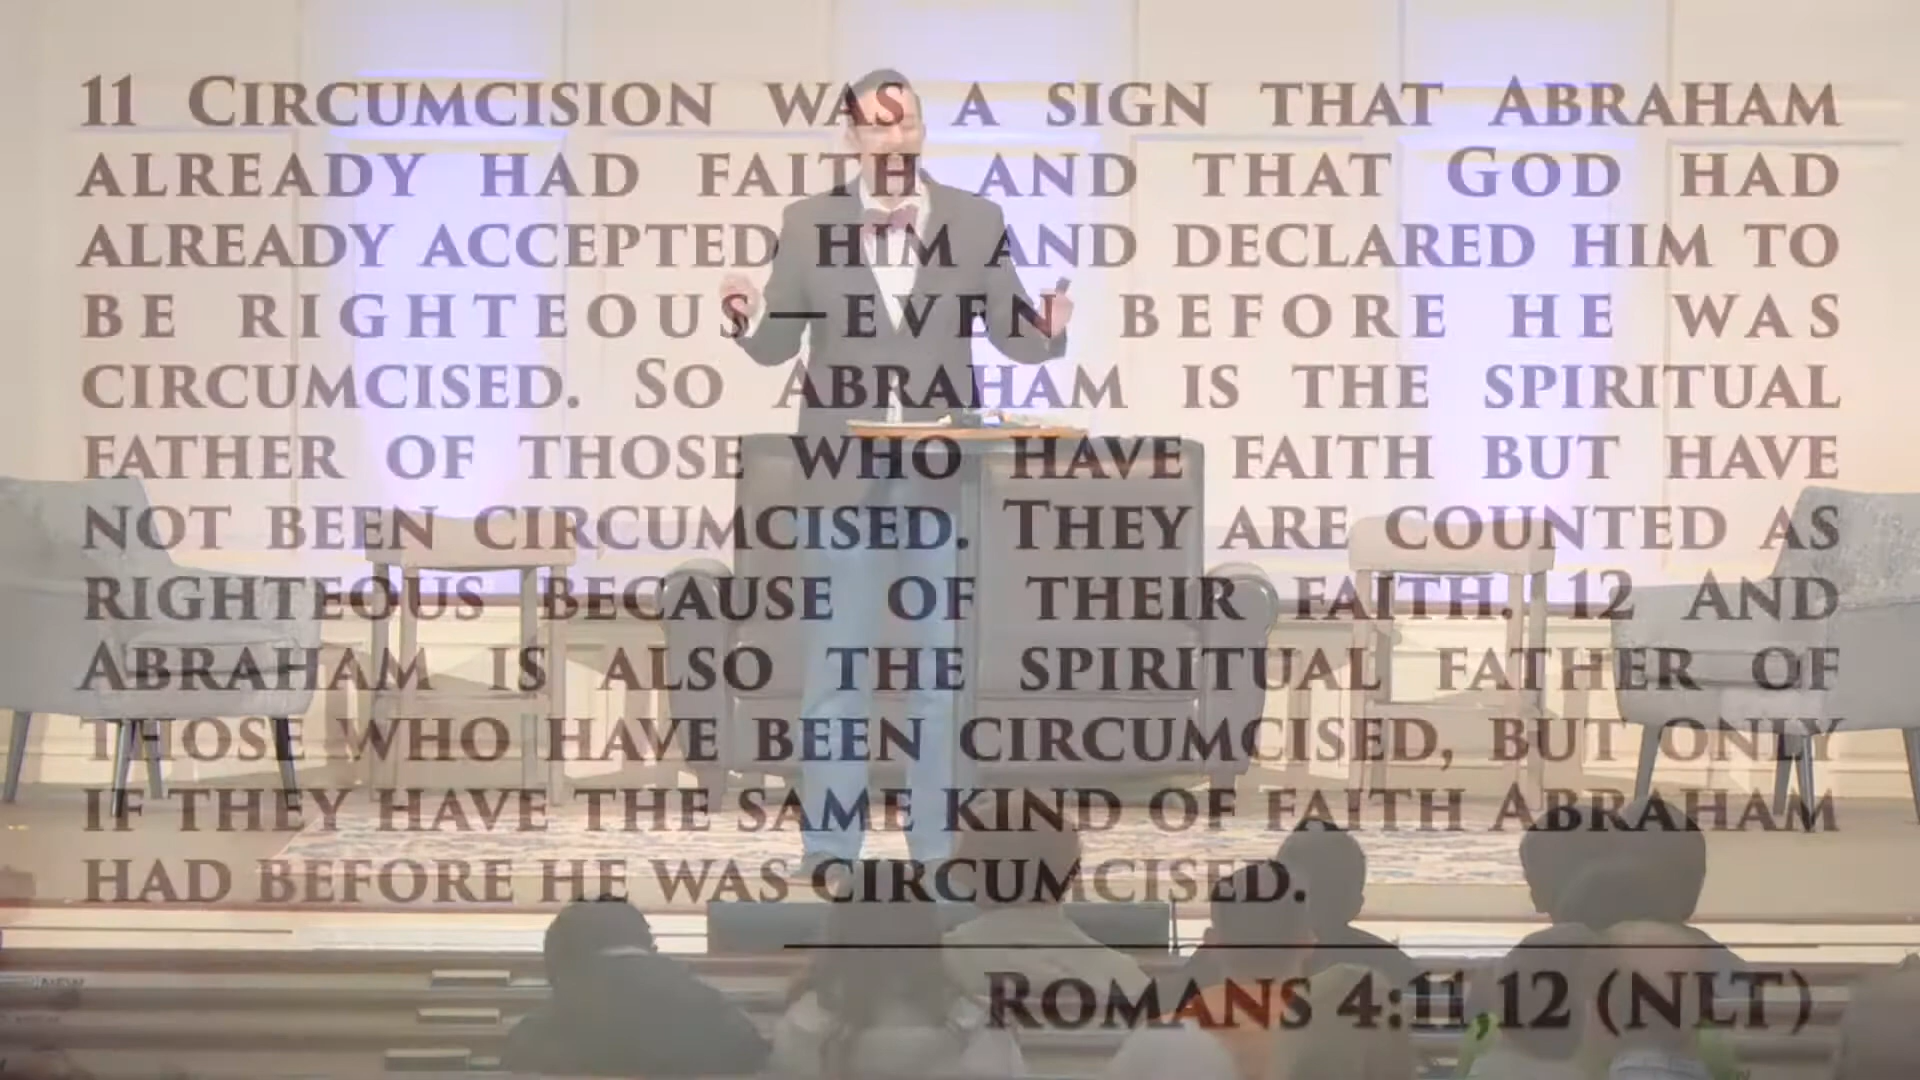 11 Circumcision was a sign that Abraham
already had faith and that God had
already accepted him and declared him to
be righteous—even before he was
circumcised. So Abraham is the spiritual
father of those who have faith but have
not been circumcised. They are counted as
righteous because of their faith. 12 And
Abraham is also the spiritual father of
those who have been circumcised, but only
if they have the same kind of faith Abraham
had before he was circumcised.
Romans 4:11,12 (NLT)